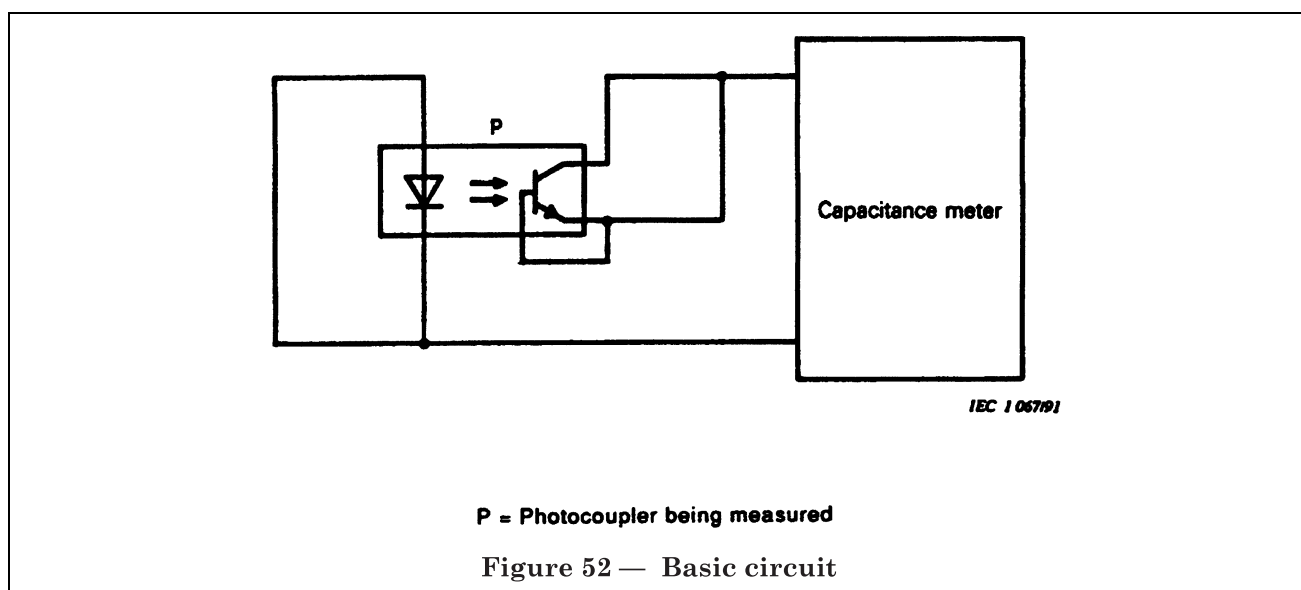 P
Capacitance meter
IEC 1 067/91
P = Photocoupler being measured
Figure 52 — Basic circuit